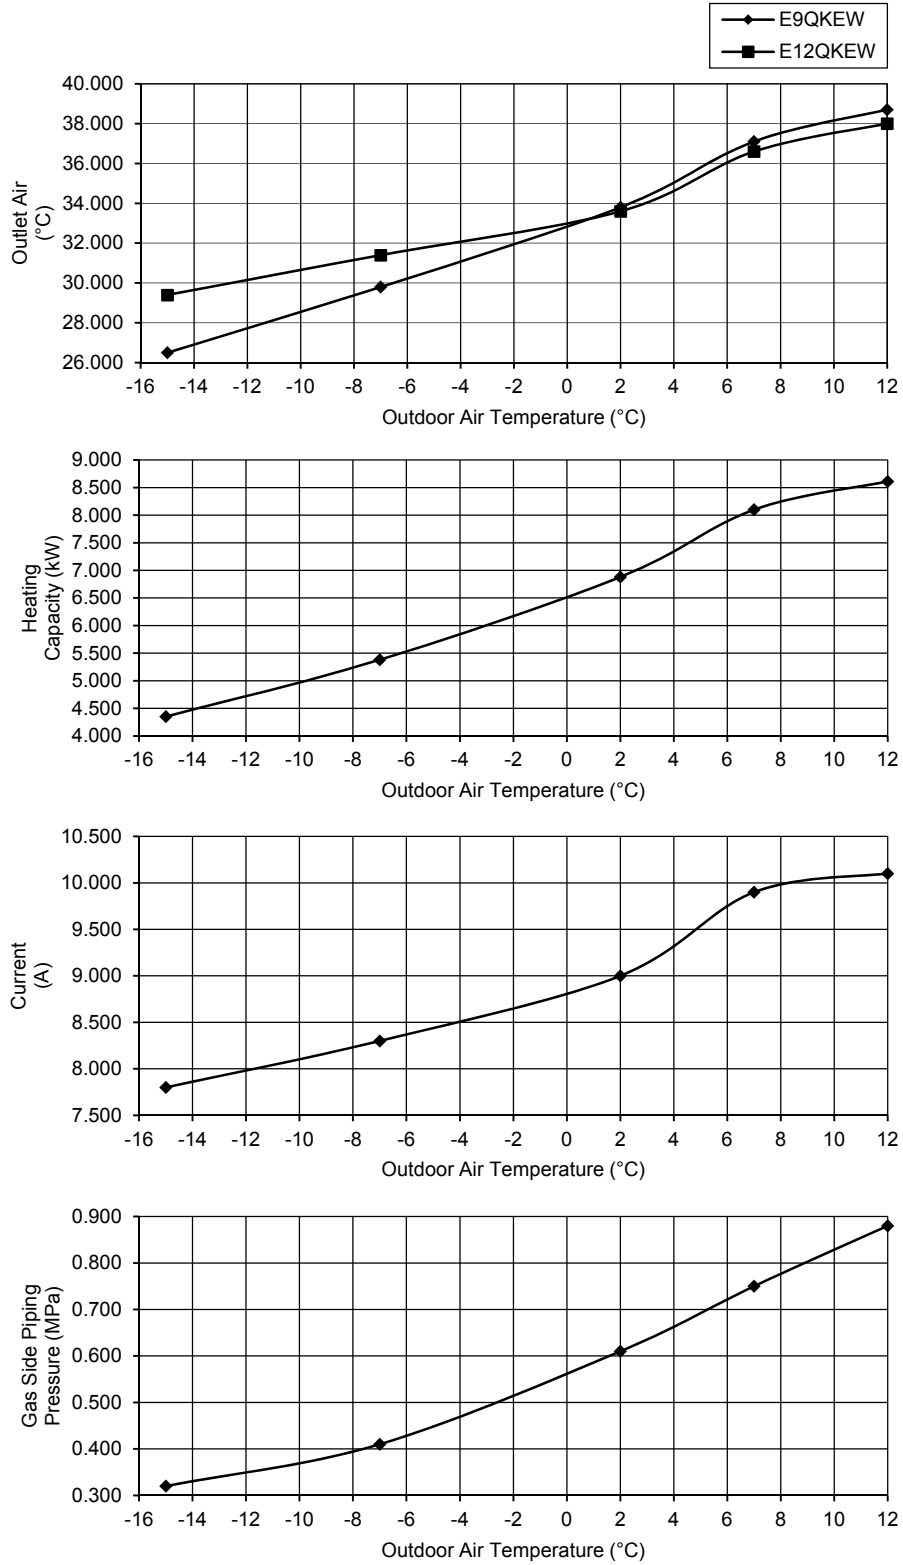 E9QKEW
E12QKEW
40.000
38.000
36.000
34.000
32.000
30.000
28.000
26.000
Outlet Air
(°C)
-16 -14 -12 -10 -8 -6 -4 -2 0 2 4 6 8 10 12
Outdoor Air Temperature (°C)
9.000
8.500
8.000
7.500
7.000
6.500
6.000
5.500
5.000
4.500
4.000
Heating
Capacity (kW)
-16 -14 -12 -10 -8 -6 -4 -2 0 2 4 6 8 10 12
Outdoor Air Temperature (°C)
10.500
10.000
9.500
9.000
8.500
8.000
7.500
Current
(A)
-16 -14 -12 -10 -8 -6 -4 -2 0 2 4 6 8 10 12
Outdoor Air Temperature (°C)
0.900
0.800
0.700
0.600
0.500
0.400
0.300
Gas Side Piping
Pressure (MPa)
-16 -14 -12 -10 -8 -6 -4 -2 0 2 4 6 8 10 12
Outdoor Air Temperature (°C)